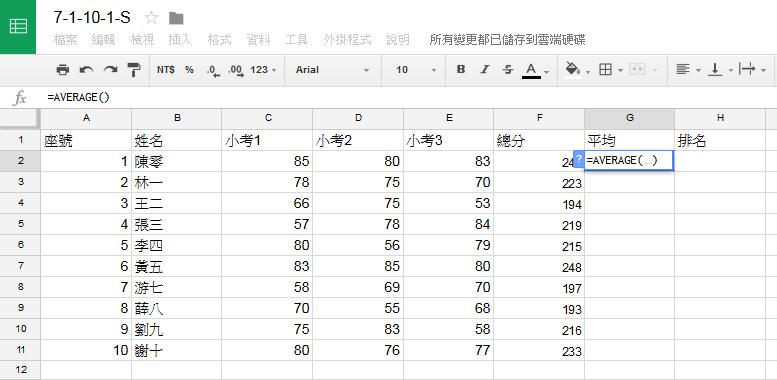 7-1-10-1-S
檔案 編輯 檢視 插入 格式 資料 工具 外掛程式 說明 所有變更都已儲存到雲端硬碟
NT$ % .0 .00 123 Arial 10 B I S A
fx =AVERAGE()
A B C D E F G H
1 座號 姓名 小考1 小考2 小考3 總分 平均 排名
2 1 陳零 85 80 83 24 ? =AVERAGE(…)
3 2 林一 78 75 70 223
4 3 王二 66 75 53 194
5 4 張三 57 78 84 219
6 5 李四 80 56 79 215
7 6 黃五 83 85 80 248
8 7 游七 58 69 70 197
9 8 薛八 70 55 68 193
10 9 劉九 75 83 58 216
11 10 謝十 80 76 77 233
12